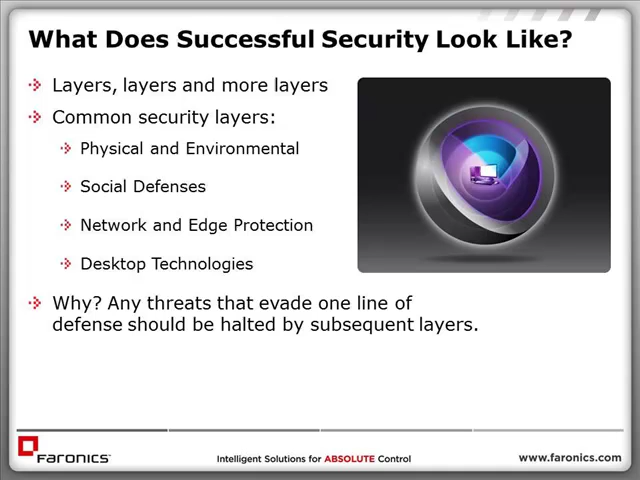 What Does Successful Security Look Like?
Layers, layers and more layers
Common security layers:
Physical and Environmental
Social Defenses
Network and Edge Protection
Desktop Technologies
Why? Any threats that evade one line of
defense should be halted by subsequent layers.
FARONICS
Intelligent Solutions for ABSOLUTE Control
www.faronics.com